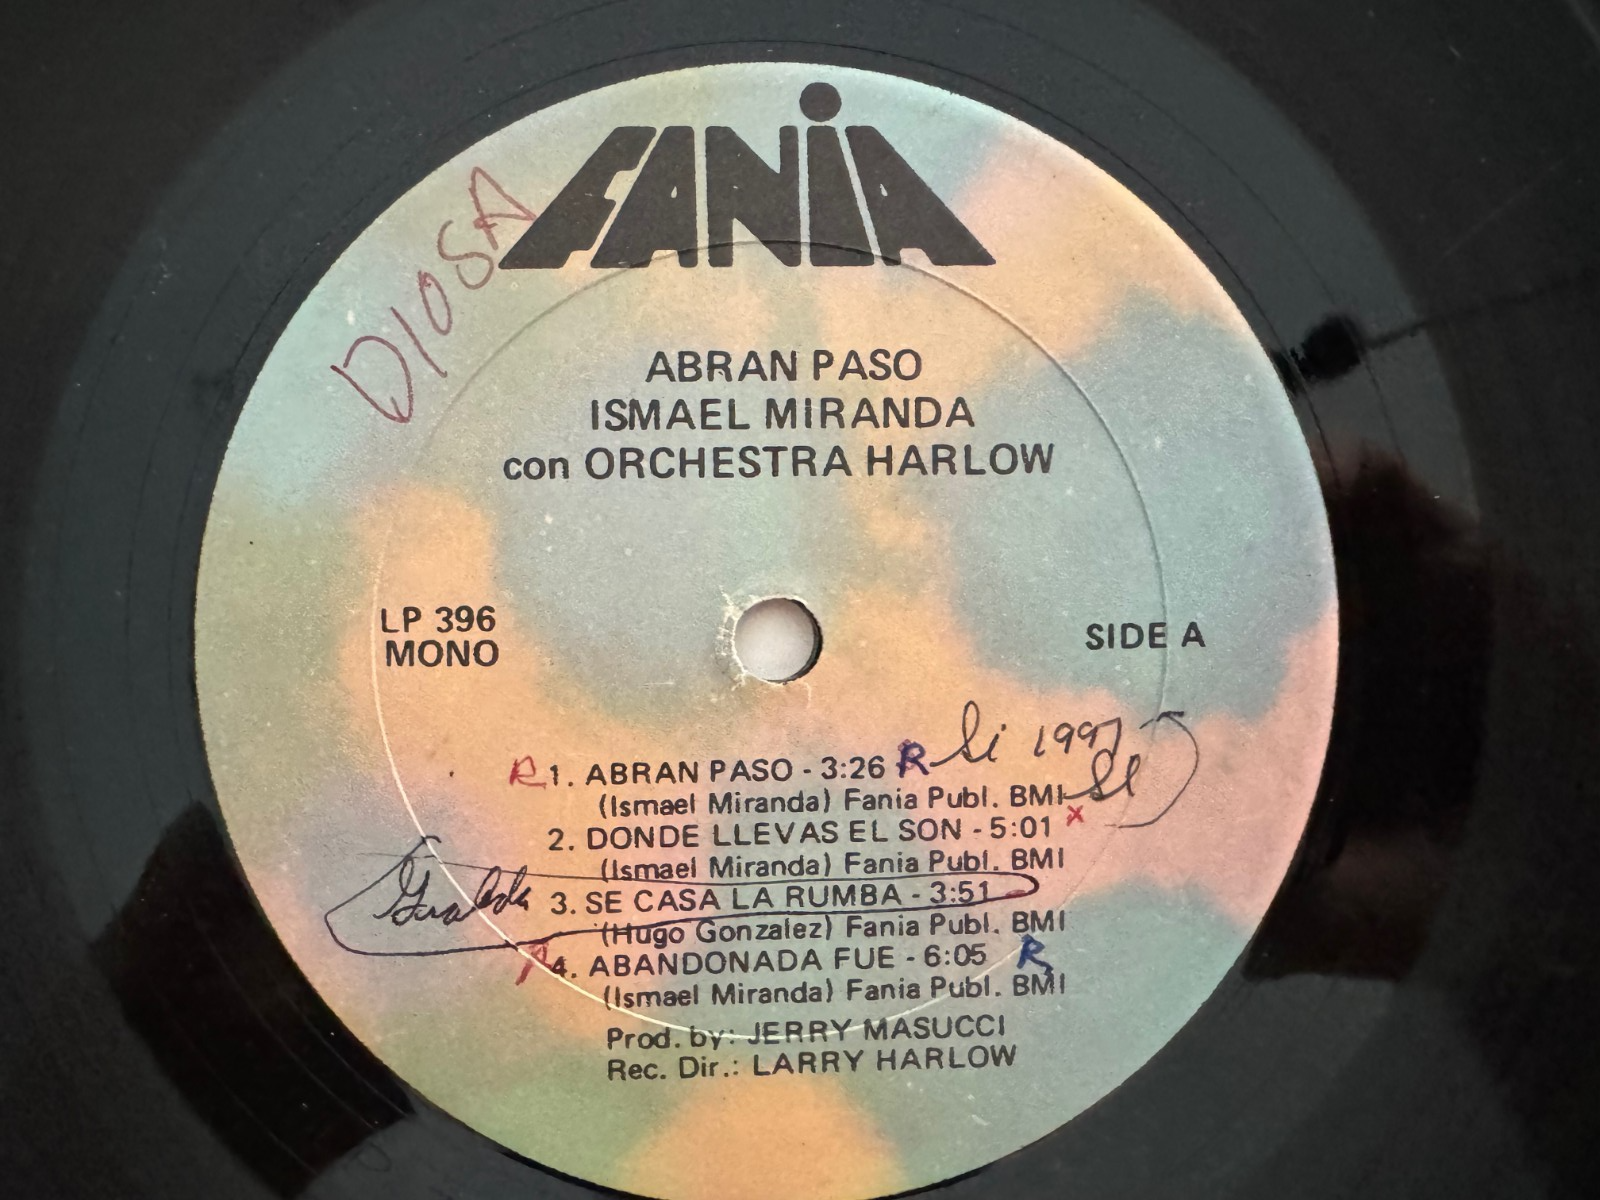 FANiA
DIOSA
ABRAN PASO
ISMAEL MIRANDA
con ORCHESTRA HARLOW
LP 396
MONO
SIDE A
R 1. ABRAN PASO - 3:26 R Si 1997
(Ismael Miranda) Fania Publ. BMI SI
2. DONDE LLEVAS EL SON - 5:01 x
(Ismael Miranda) Fania Publ. BMI
3. SE CASA LA RUMBA - 3:51
(Hugo Gonzalez) Fania Publ. BMI
4. ABANDONADA FUE - 6:05 R
(Ismael Miranda) Fania Publ. BMI
Prod. by: JERRY MASUCCI
Rec. Dir.: LARRY HARLOW